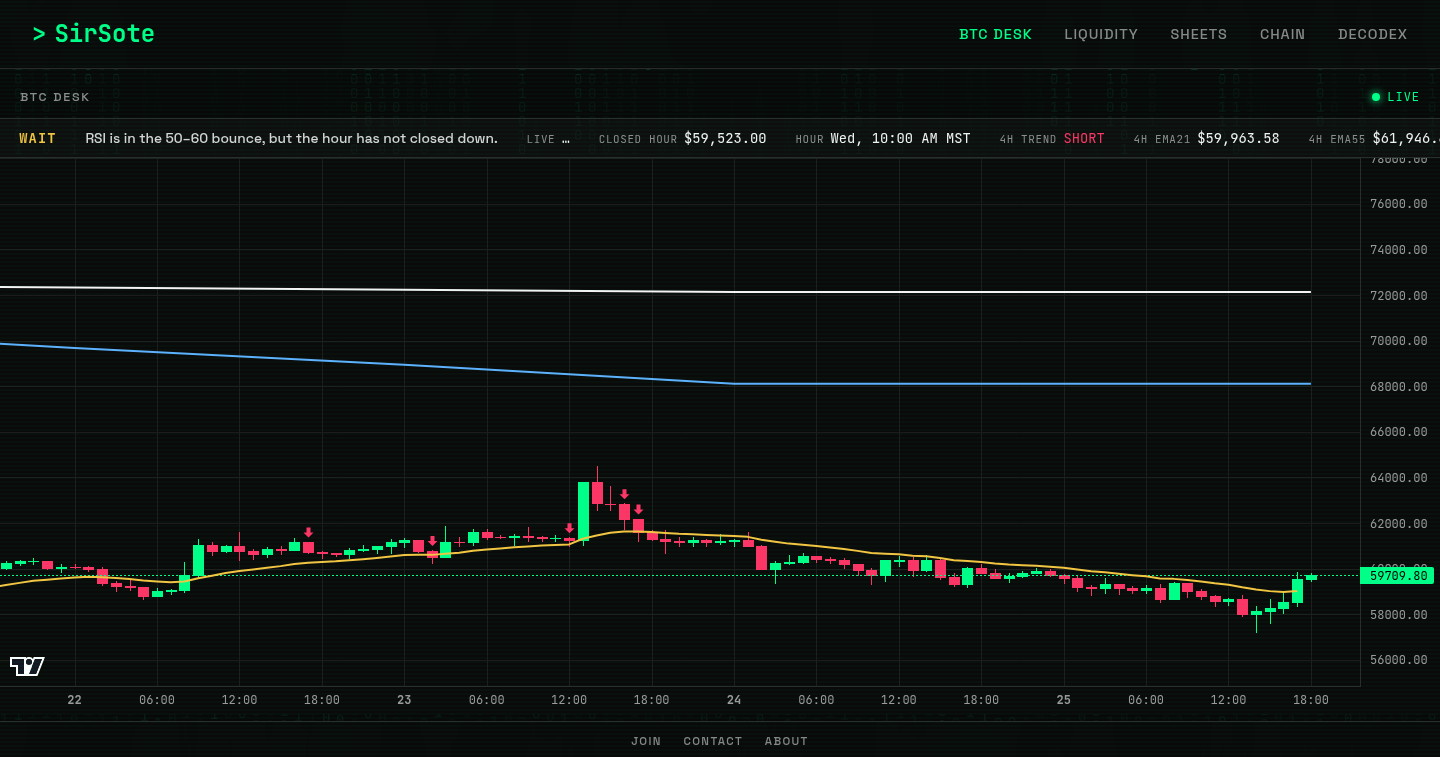 > SirSote
BTC DESK LIQUIDITY SHEETS CHAIN DECODEX
BTC DESK
LIVE
WAIT RSI is in the 50–60 bounce, but the hour has not closed down. LIVE … CLOSED HOUR $59,523.00 HOUR Wed, 10:00 AM MST 4H TREND SHORT 4H EMA21 $59,963.58 4H EMA55 $61,946.
78000.00
76000.00
74000.00
72000.00
70000.00
68000.00
66000.00
64000.00
62000.00
59709.80
58000.00
56000.00
22 06:00 12:00 18:00 23 06:00 12:00 18:00 24 06:00 12:00 18:00 25 06:00 12:00 18:00
JOIN CONTACT ABOUT